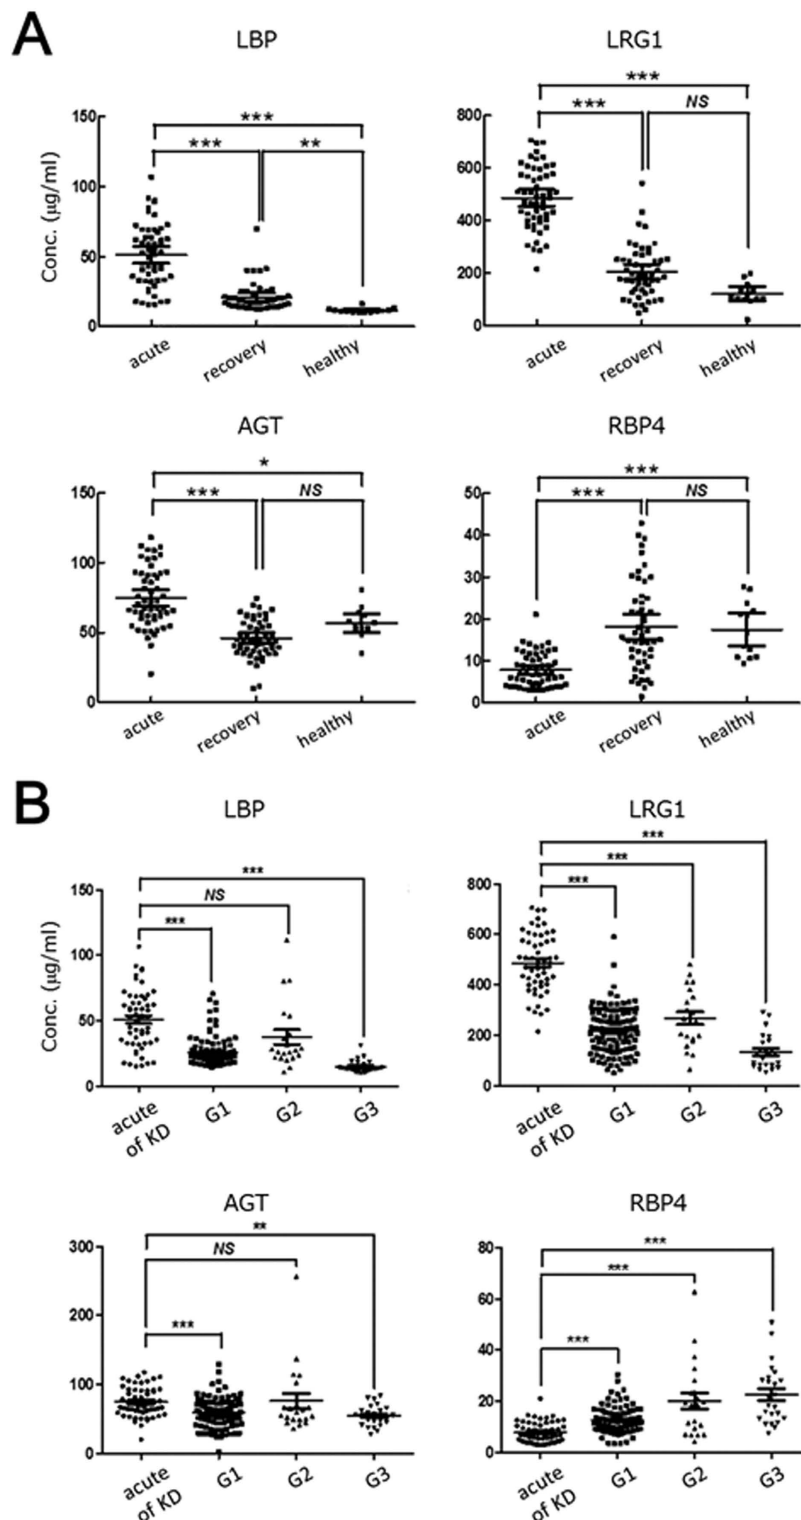 A
LBP
LRG1
Conc. (μg/ml)
150
100
50
0
***
***
**
acute
recovery
healthy
800
600
400
200
0
***
***
NS
acute
recovery
healthy
AGT
RBP4
150
100
50
0
*
***
NS
acute
recovery
healthy
50
40
30
20
10
0
***
***
NS
acute
recovery
healthy
B
LBP
LRG1
Conc. (μg/ml)
150
100
50
0
***
NS
***
acute
of KD
G1
G2
G3
800
600
400
200
0
***
***
***
acute
of KD
G1
G2
G3
AGT
RBP4
300
200
100
0
**
NS
***
acute
of KD
G1
G2
G3
80
60
40
20
0
***
***
***
acute
of KD
G1
G2
G3